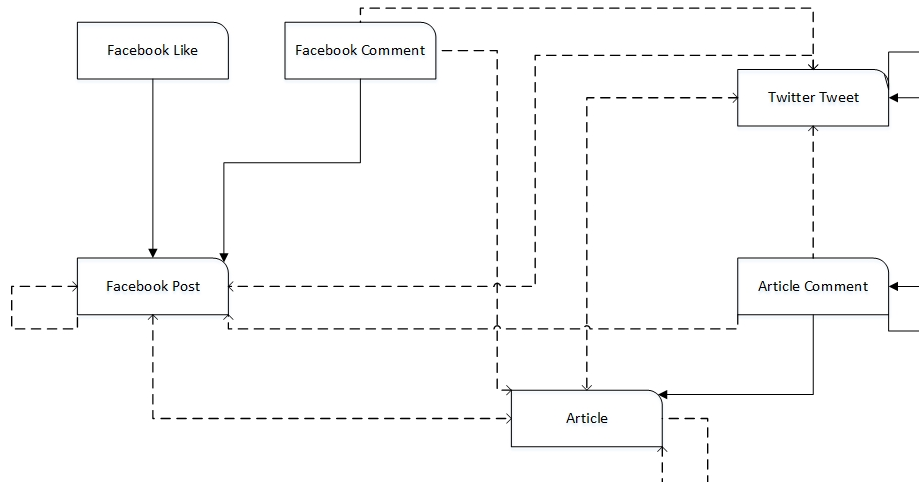 Facebook Like
Facebook Comment
Twitter Tweet
Facebook Post
Article Comment
Article